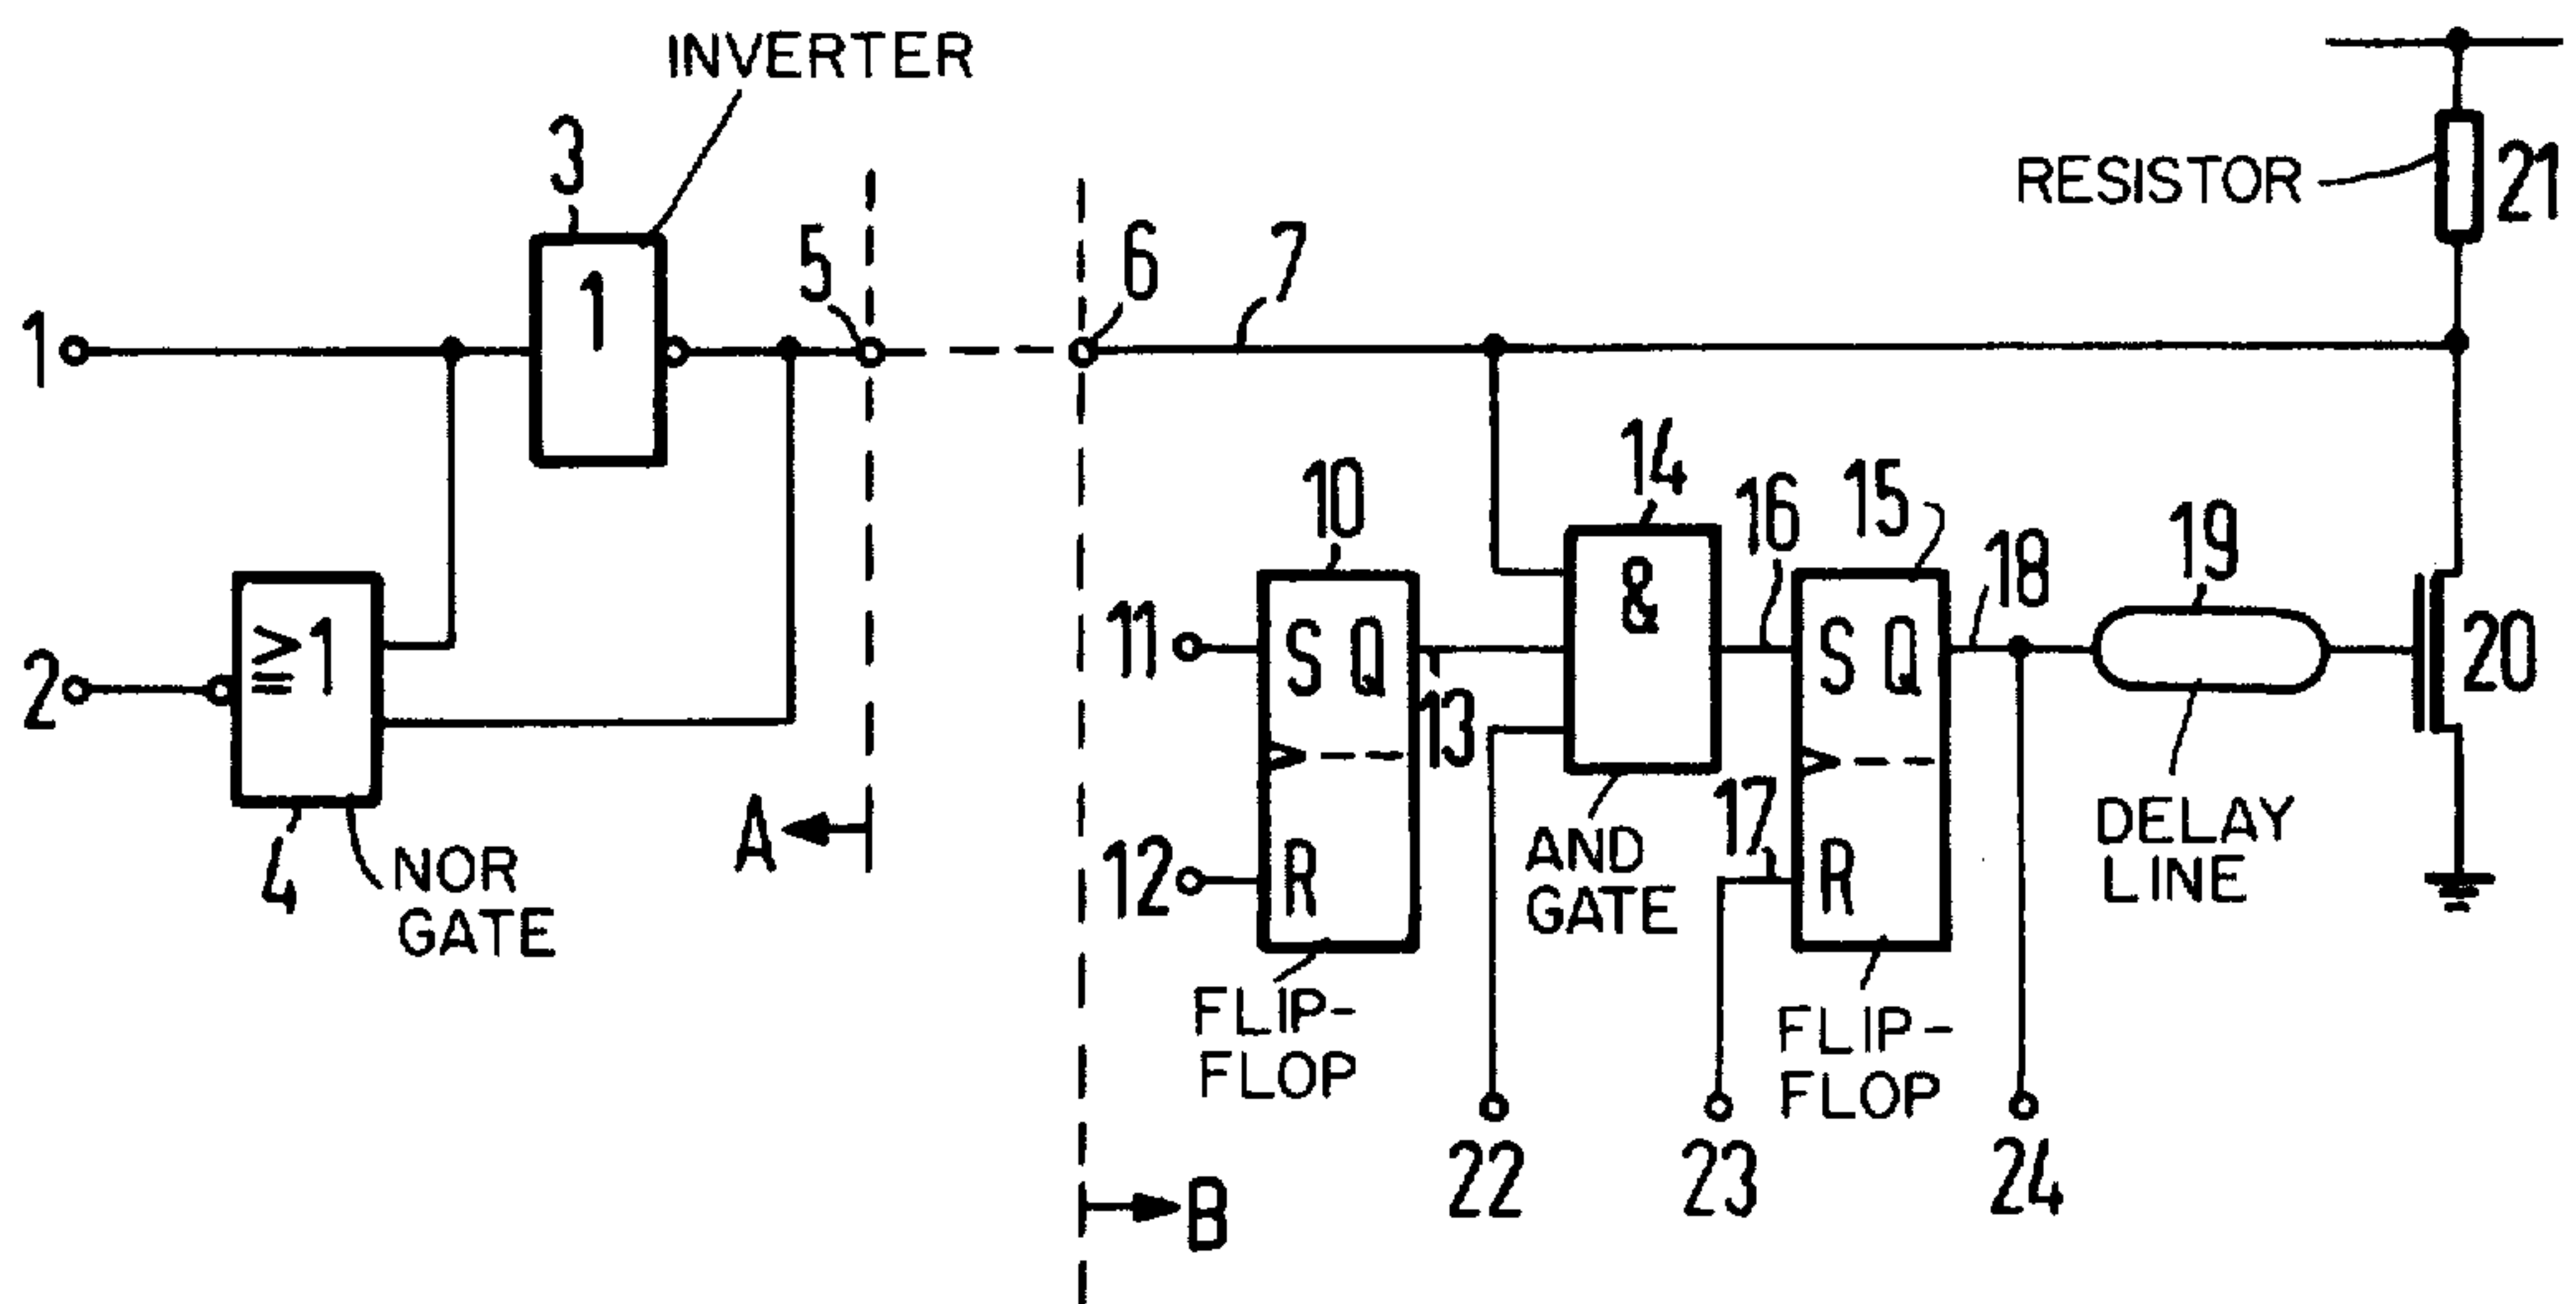 INVERTER
3
1
5
6
7
RESISTOR
21
1
2
≧1
4
NOR
GATE
A
B
10
11
12
S Q
R
13
FLIP-
FLOP
14
&
AND
GATE
16
15
17
S Q
R
FLIP-
FLOP
18
19
DELAY
LINE
20
22
23
24